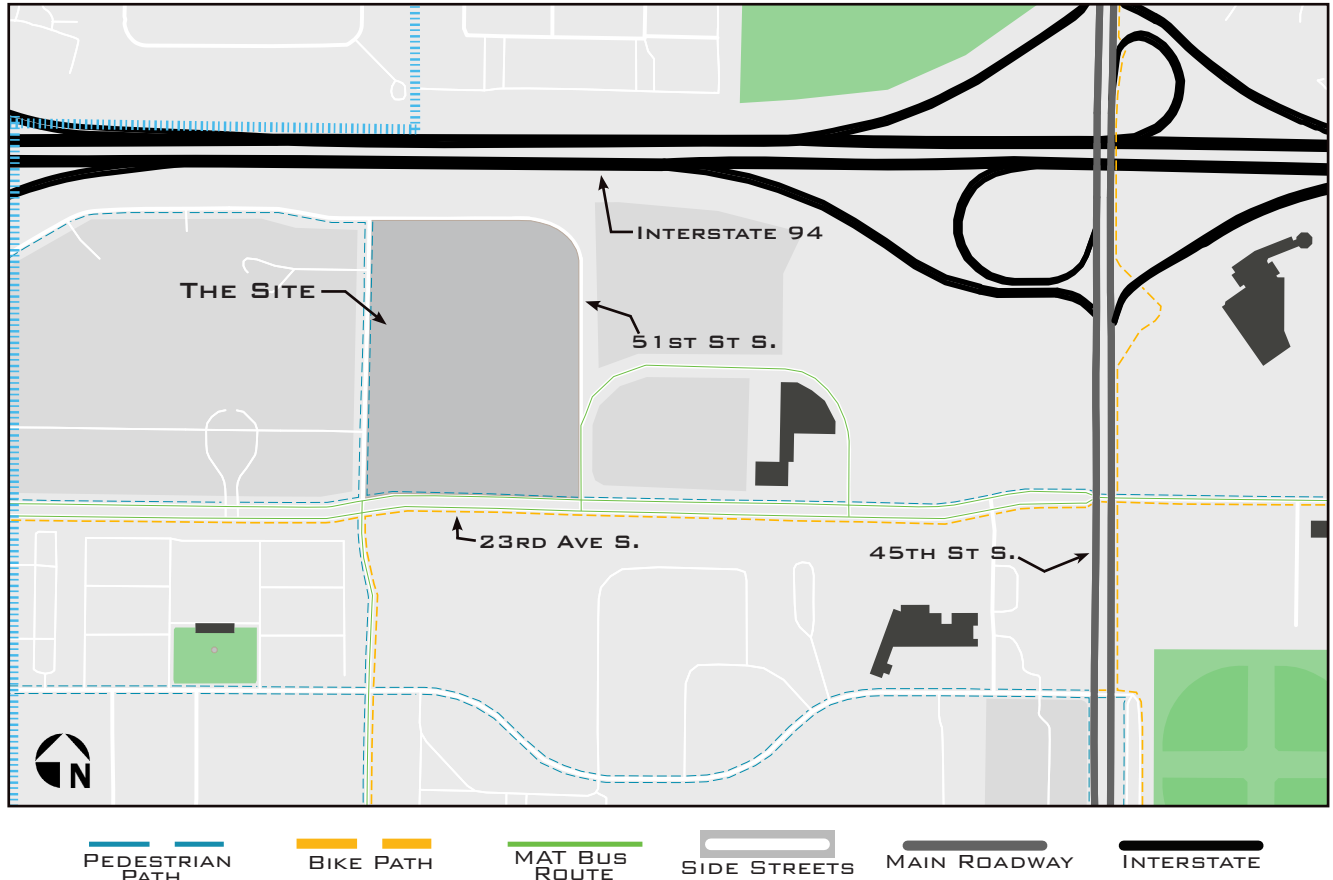 Interstate 94
The Site
51st St S.
23rd Ave S.
45th St S.
N
Pedestrian
Path
Bike Path
MAT Bus
Route
Side Streets
Main Roadway
Interstate